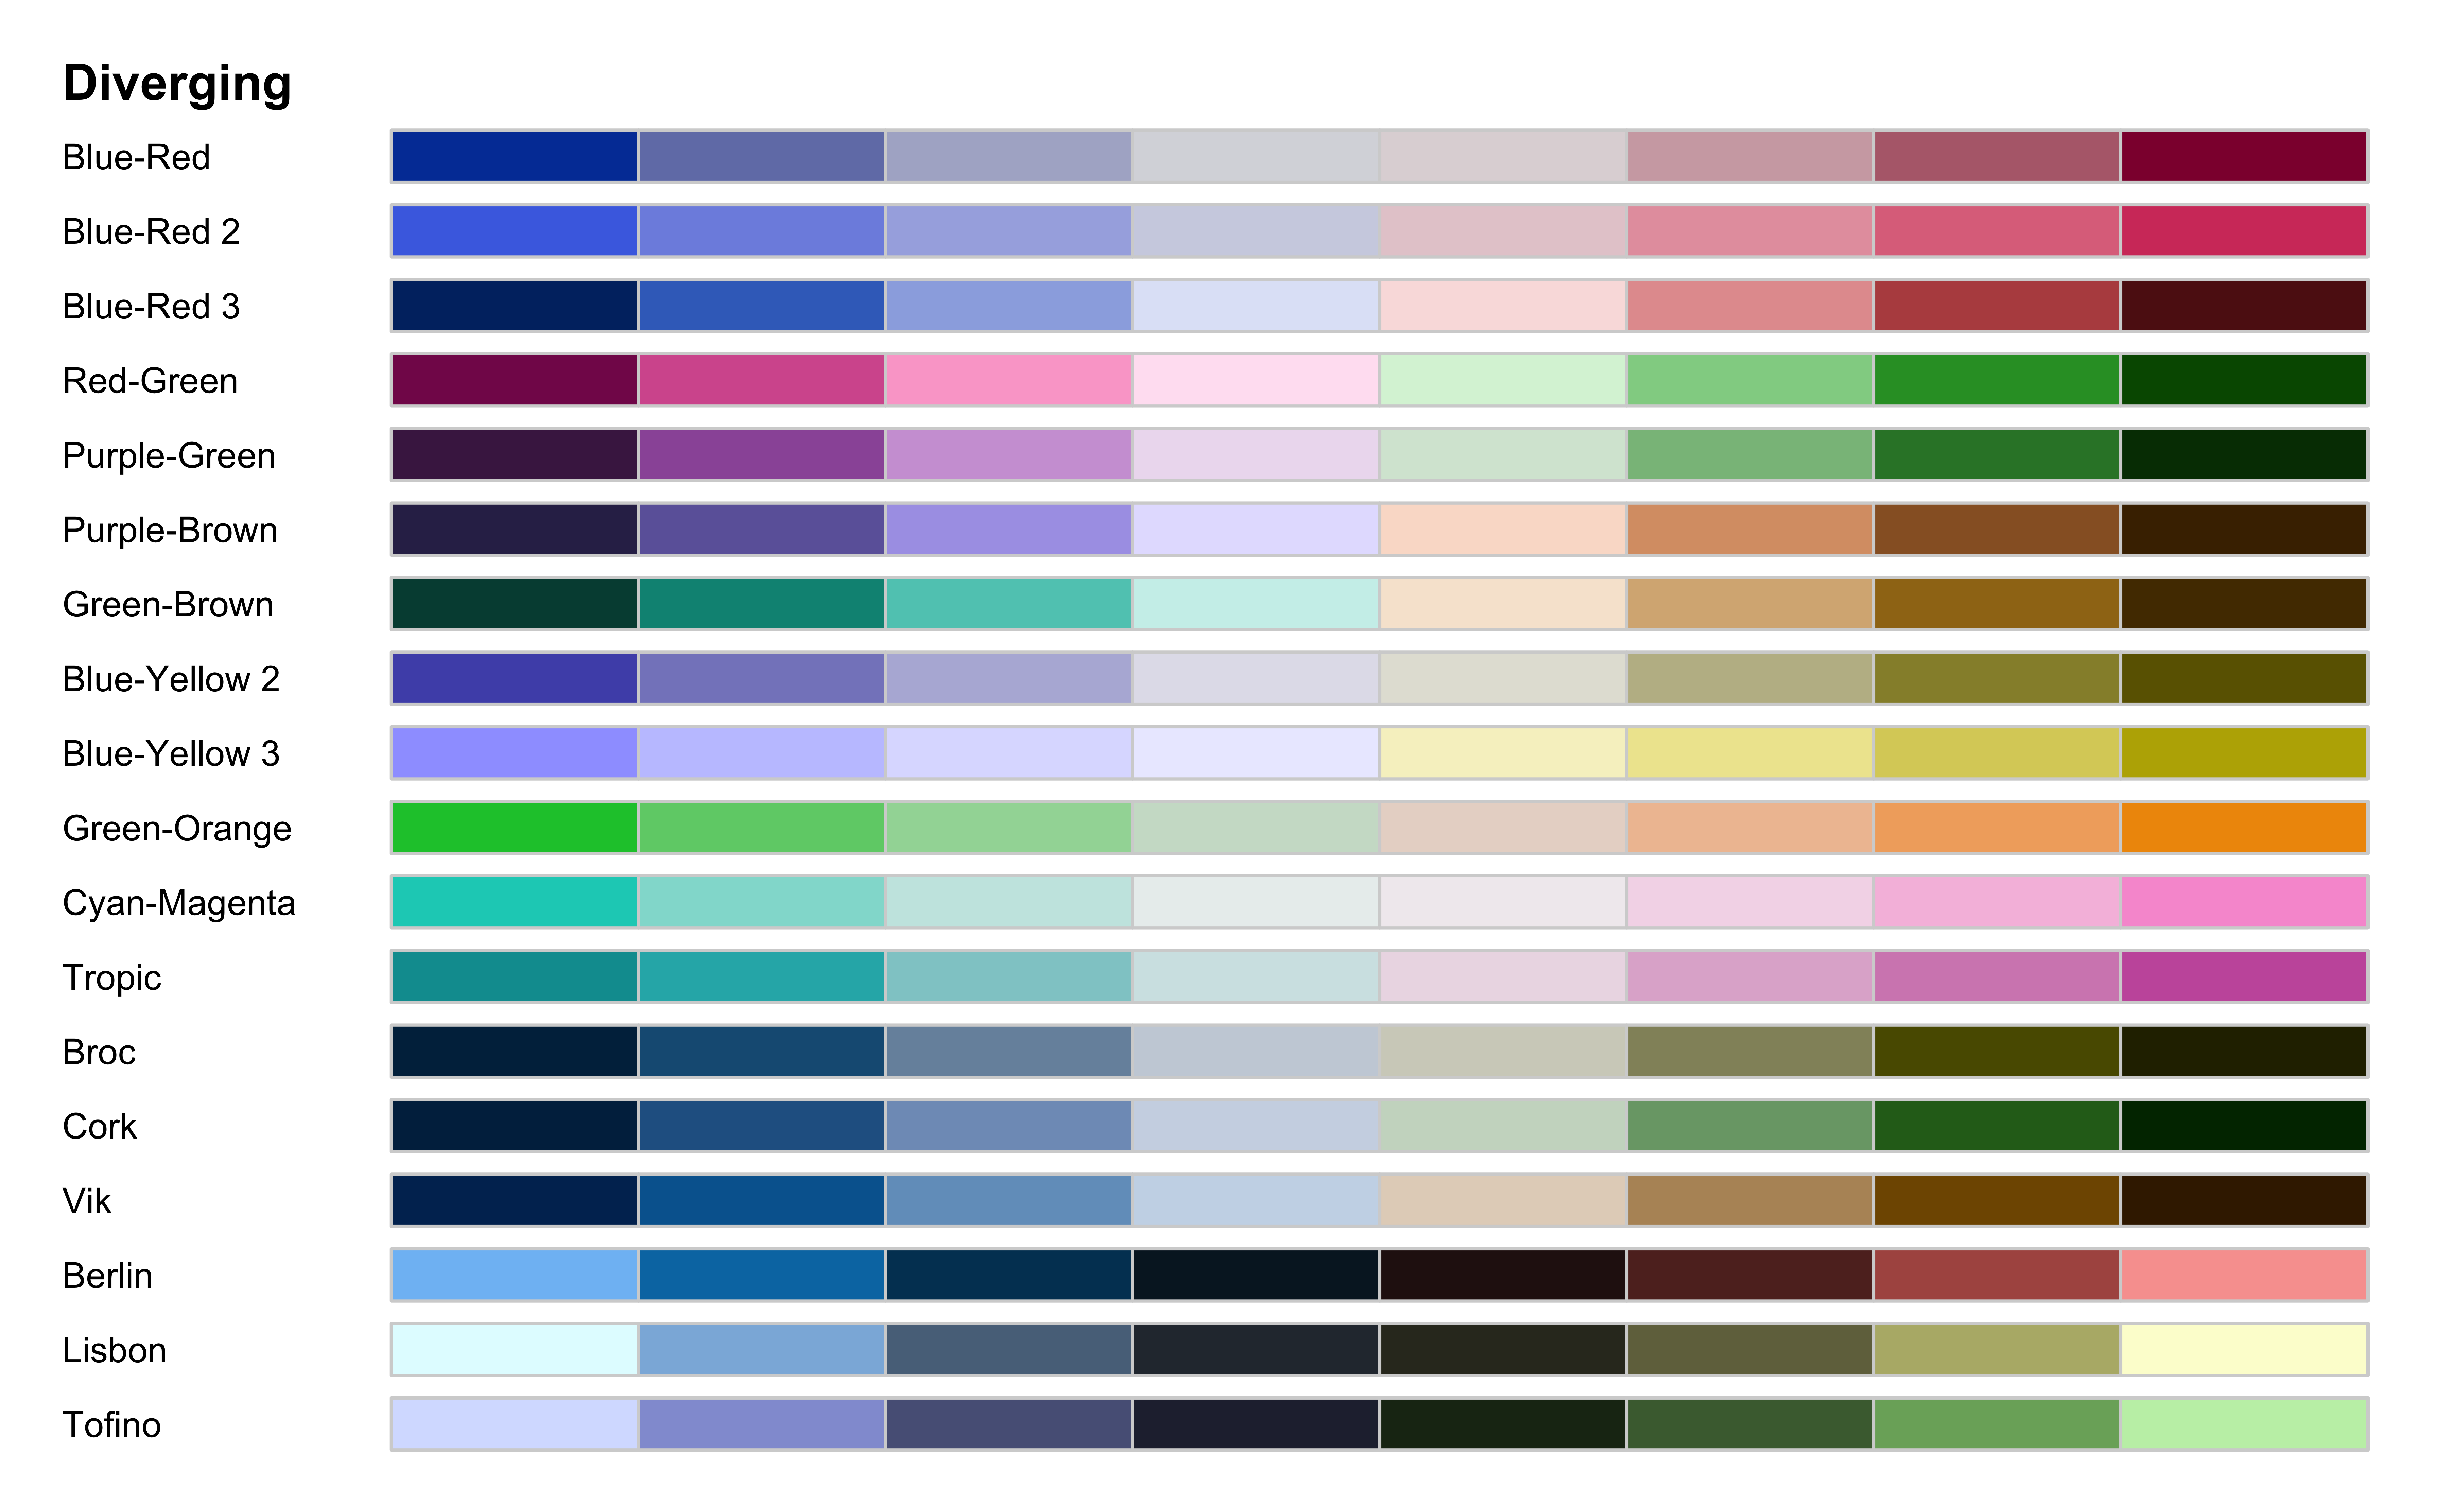 Diverging
Blue-Red
Blue-Red 2
Blue-Red 3
Red-Green
Purple-Green
Purple-Brown
Green-Brown
Blue-Yellow 2
Blue-Yellow 3
Green-Orange
Cyan-Magenta
Tropic
Broc
Cork
Vik
Berlin
Lisbon
Tofino